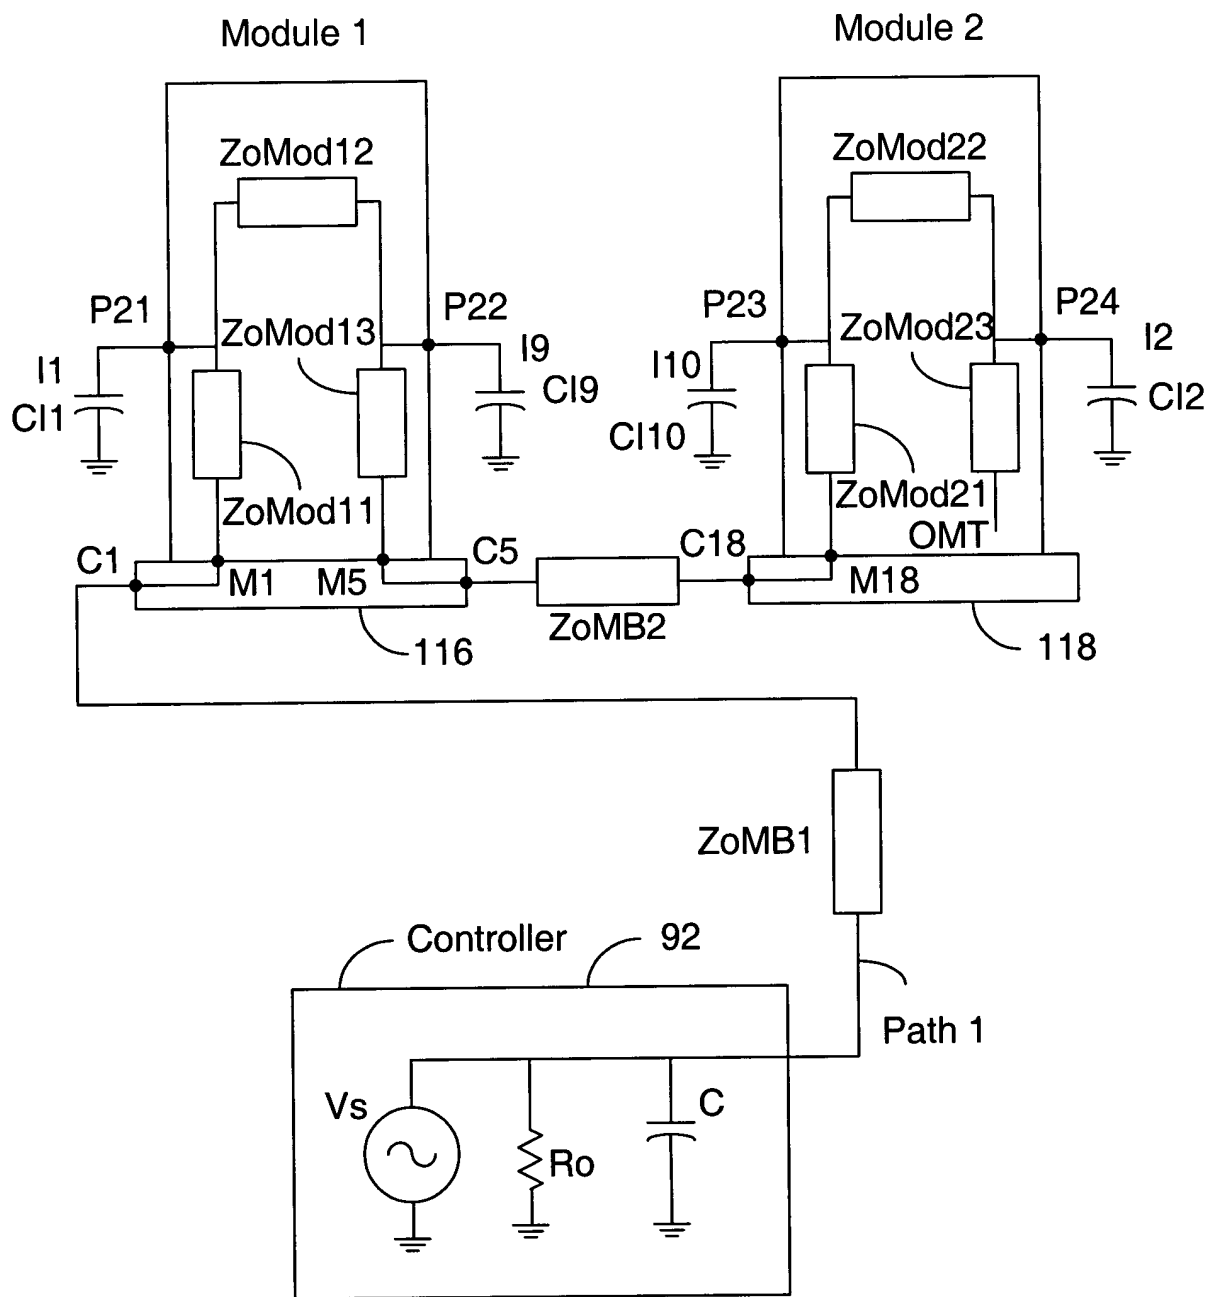 Module 1
Module 2
ZoMod12
ZoMod22
P21
P22
P23
P24
ZoMod13
ZoMod23
I1
CI1
I9
CI9
I10
CI10
I2
CI2
ZoMod11
ZoMod21
OMT
C1
M1
M5
C5
C18
M18
ZoMB2
116
118
ZoMB1
Controller
92
Path 1
Vs
Ro
C